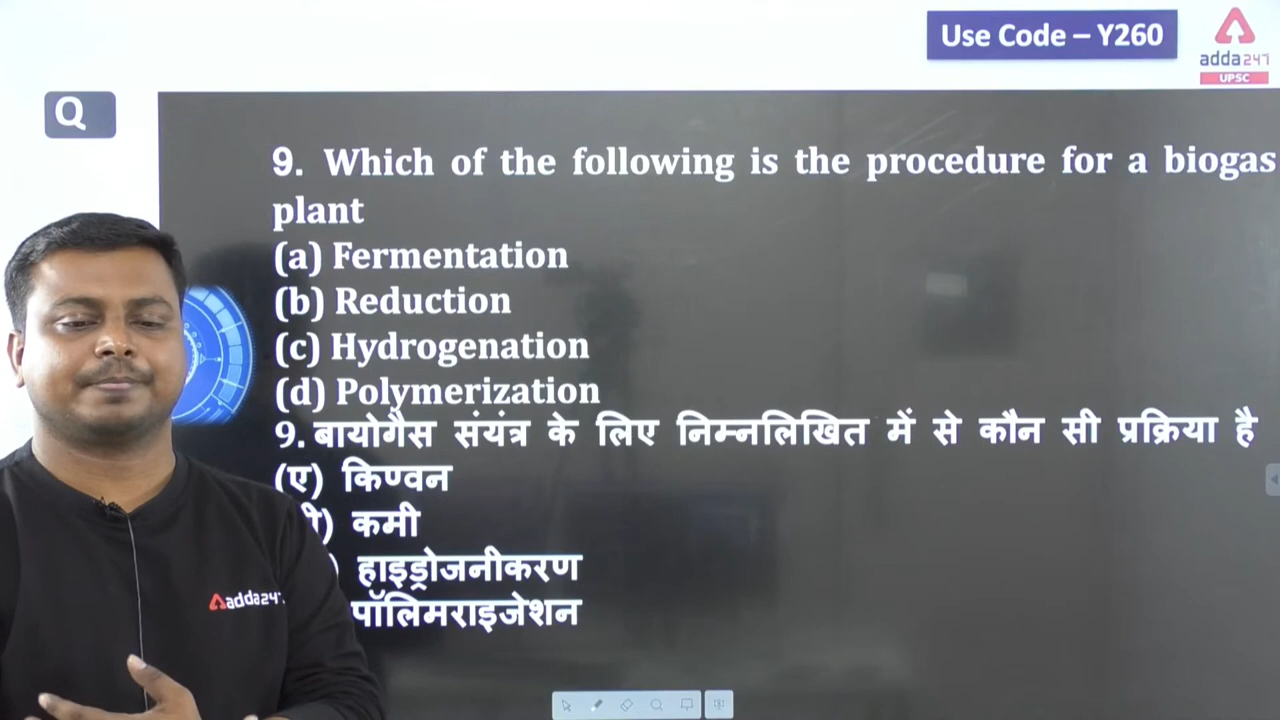 Use Code – Y260
adda247
UPSC
Q
9. Which of the following is the procedure for a biogas
plant
(a) Fermentation
(b) Reduction
(c) Hydrogenation
(d) Polymerization
9. बायोगैस संयंत्र के लिए निम्नलिखित में से कौन सी प्रक्रिया है
(ए) किण्वन
) कमी
) हाइड्रोजनीकरण
पॉलिमराइजेशन
adda247